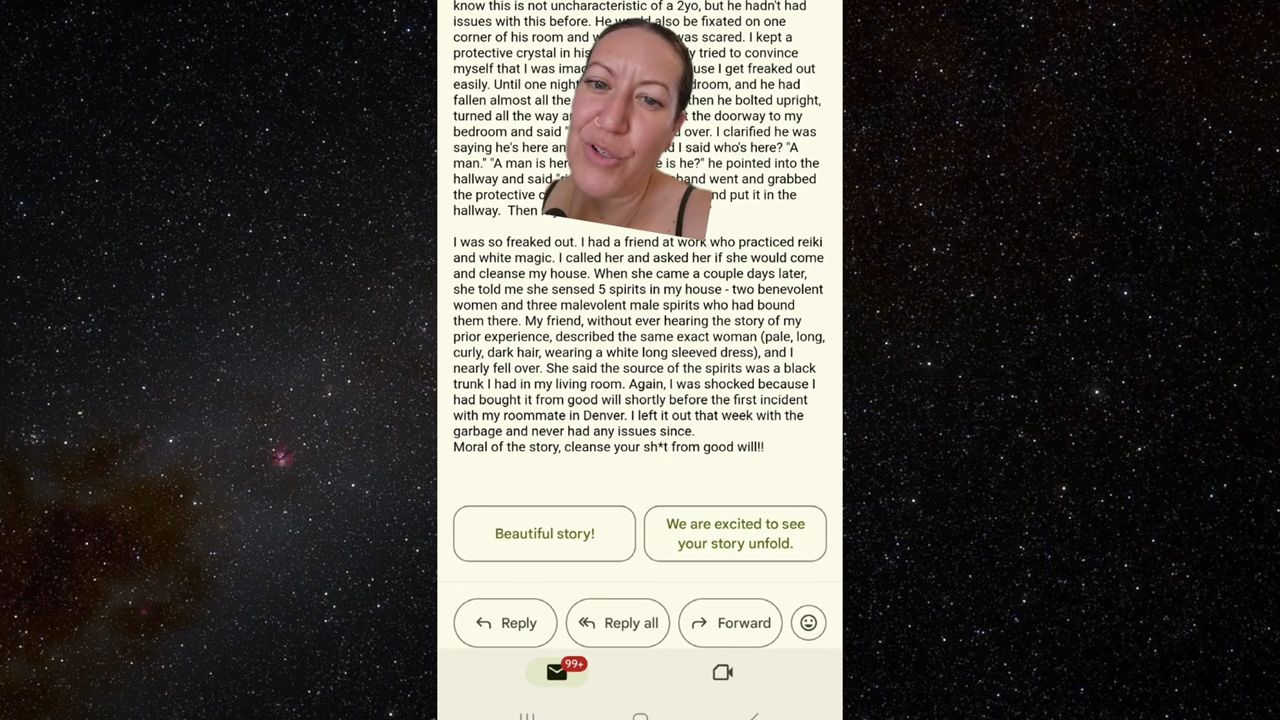 know this is not uncharacteristic of a 2yo, but he hadn't had
issues with this before. He would also be fixated on one
corner of his room and was scared. I kept a
protective crystal in his tried to convince
myself that I was use I get freaked out
easily. Until one night droom, and he had
fallen almost all the then he bolted upright,
turned all the way t the doorway to my
bedroom and said " d over. I clarified he was
saying he's here an I said who's here? "A
man." "A man is here is he?" he pointed into the
hallway and said band went and grabbed
the protective nd put it in the
hallway. Then
I was so freaked out. I had a friend at work who practiced reiki
and white magic. I called her and asked her if she would come
and cleanse my house. When she came a couple days later,
she told me she sensed 5 spirits in my house - two benevolent
women and three malevolent male spirits who had bound
them there. My friend, without ever hearing the story of my
prior experience, described the same exact woman (pale, long,
curly, dark hair, wearing a white long sleeved dress), and I
nearly fell over. She said the source of the spirits was a black
trunk I had in my living room. Again, I was shocked because I
had bought it from good will shortly before the first incident
with my roommate in Denver. I left it out that week with the
garbage and never had any issues since.
Moral of the story, cleanse your sh*t from good will!!
Beautiful story!
We are excited to see
your story unfold.
Reply
Reply all
Forward
99+